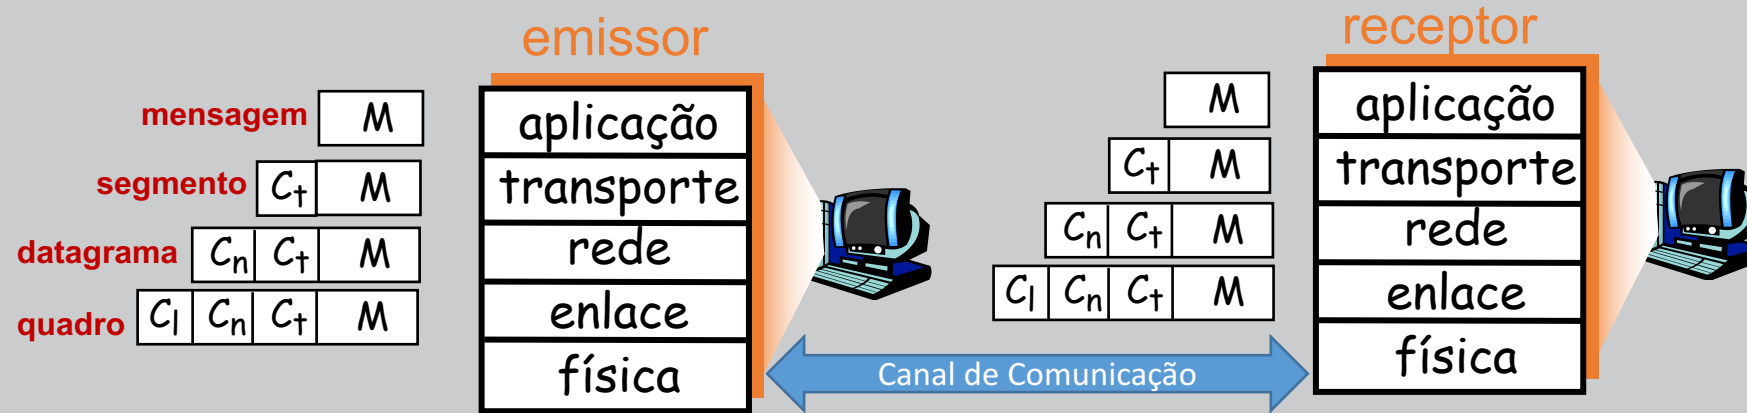 emissor
mensagem M
segmento Ct M
datagrama Cn Ct M
quadro Cl Cn Ct M
aplicação
transporte
rede
enlace
física
Canal de Comunicação
receptor
M
Ct M
Cn Ct M
Cl Cn Ct M
aplicação
transporte
rede
enlace
física